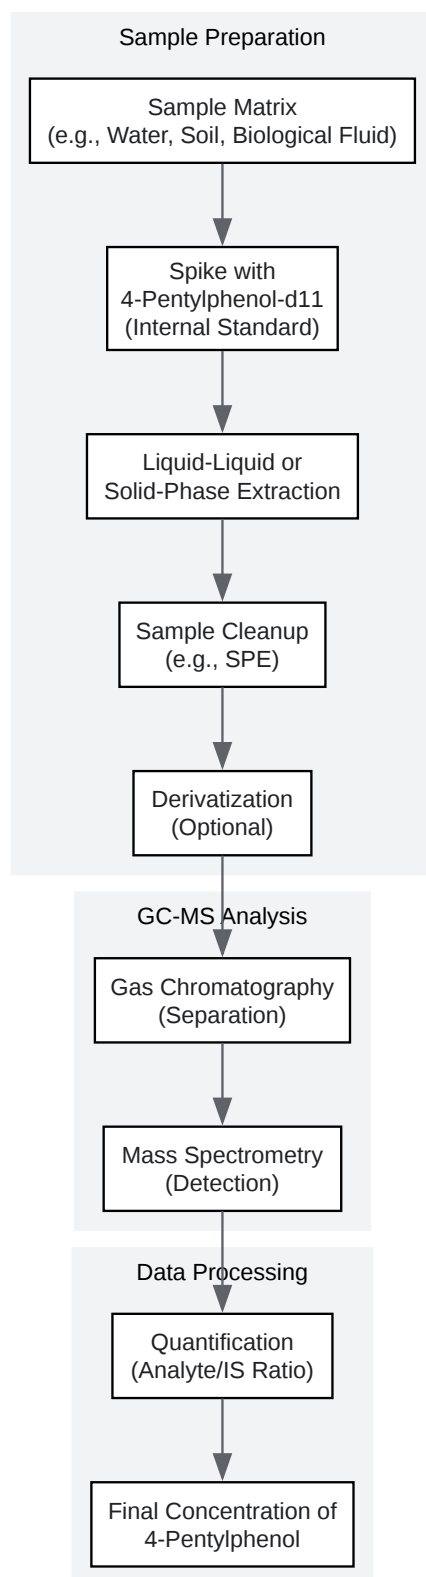 Sample Preparation
Sample Matrix
(e.g., Water, Soil, Biological Fluid)
Spike with
4-Pentylphenol-d11
(Internal Standard)
Liquid-Liquid or
Solid-Phase Extraction
Sample Cleanup
(e.g., SPE)
Derivatization
(Optional)
GC-MS Analysis
Gas Chromatography
(Separation)
Mass Spectrometry
(Detection)
Data Processing
Quantification
(Analyte/IS Ratio)
Final Concentration of
4-Pentylphenol